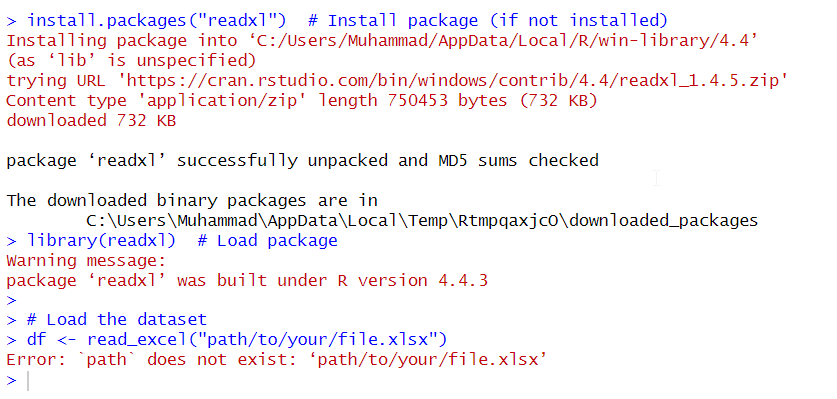 > install.packages("readxl")  # Install package (if not installed)
Installing package into ‘C:/Users/Muhammad/AppData/Local/R/win-library/4.4’
(as ‘lib’ is unspecified)
trying URL 'https://cran.rstudio.com/bin/windows/contrib/4.4/readxl_1.4.5.zip'
Content type 'application/zip' length 750453 bytes (732 KB)
downloaded 732 KB

package ‘readxl’ successfully unpacked and MD5 sums checked

The downloaded binary packages are in
        C:\Users\Muhammad\AppData\Local\Temp\RtmpqaxjcO\downloaded_packages
> library(readxl)  # Load package
Warning message:
package ‘readxl’ was built under R version 4.4.3
>
> # Load the dataset
> df <- read_excel("path/to/your/file.xlsx")
Error: `path` does not exist: ‘path/to/your/file.xlsx’
>